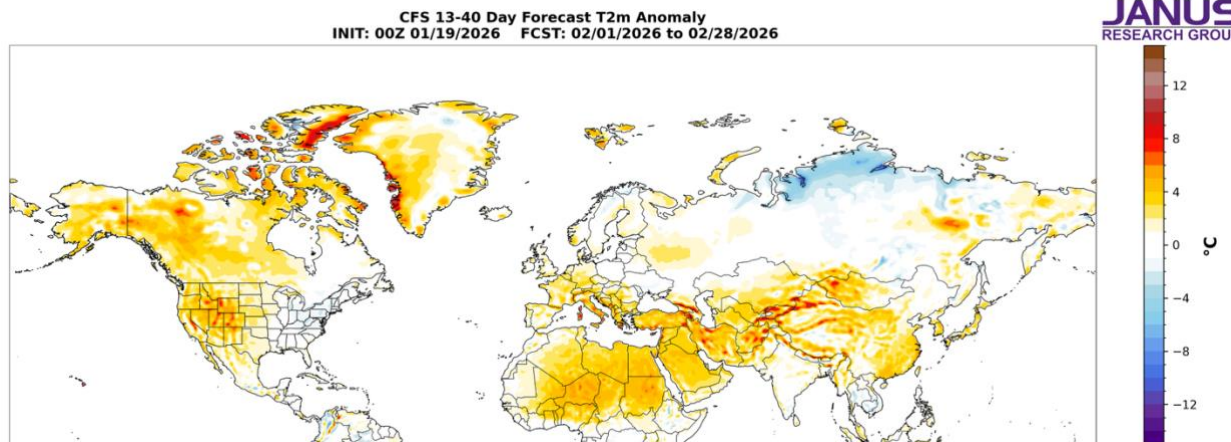 CFS 13-40 Day Forecast T2m Anomaly
INIT: 00Z 01/19/2026 FCST: 02/01/2026 to 02/28/2026
JANUS
RESEARCH GROU
12
8
4
0
−4
−8
−12
°C